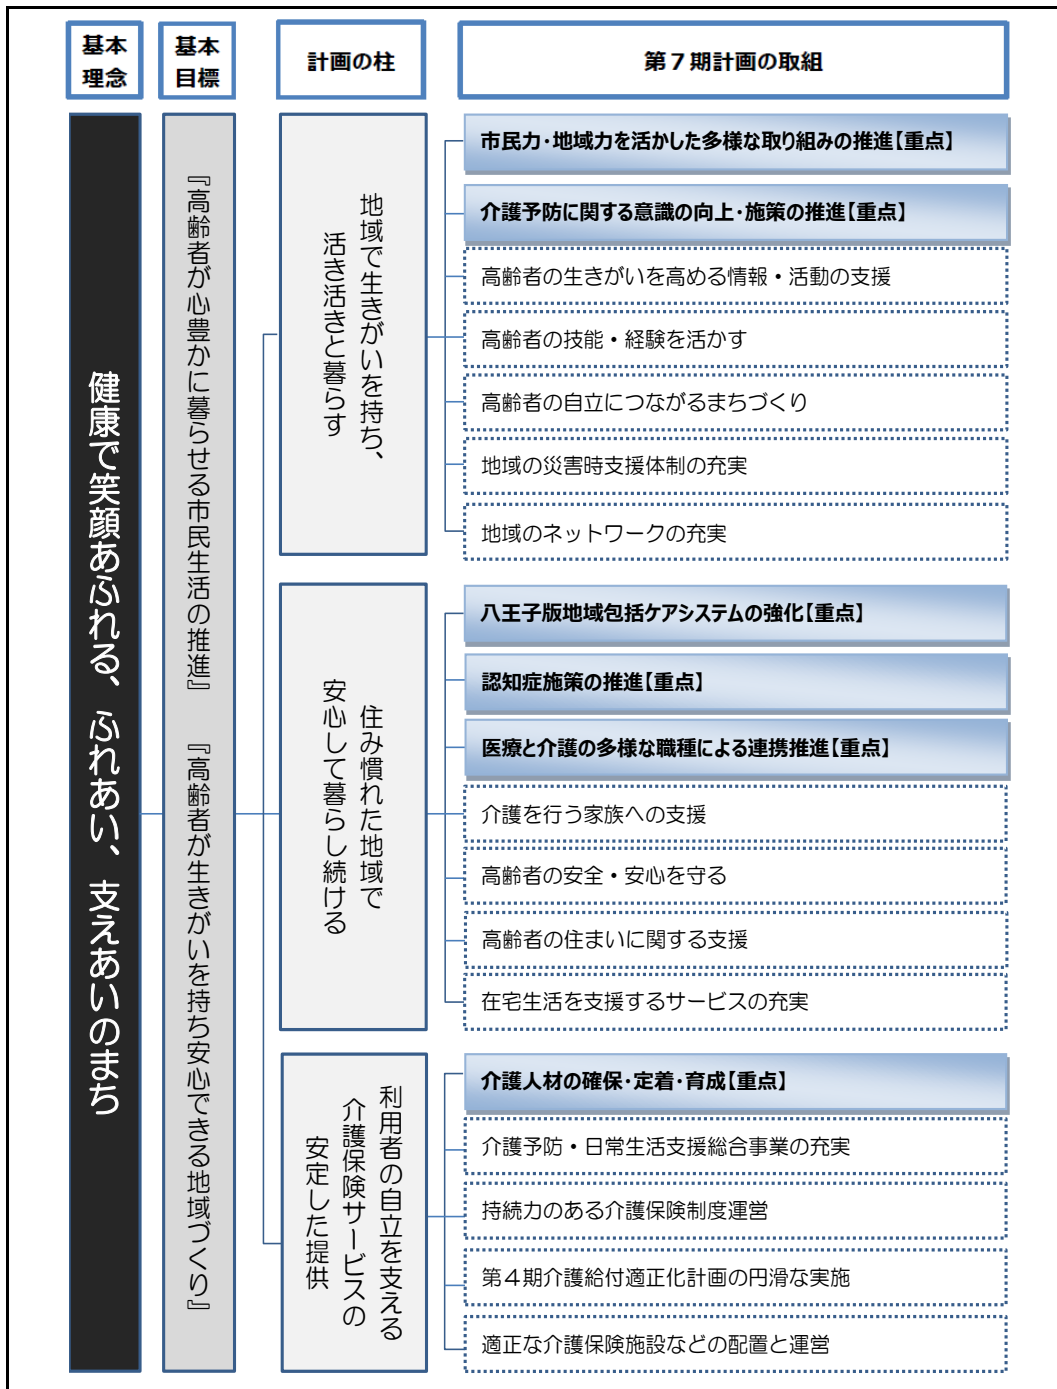 基本
理念
基本
目標
計画の柱
第7期計画の取組
健康で笑顔あふれる、ふれあい、支えあいのまち
『高齢者が心豊かに暮らせる市民生活の推進』
『高齢者が生きがいを持ち安心できる地域づくり』
地域で生きがいを持ち、
活き活きと暮らす
市民力・地域力を活かした多様な取り組みの推進【重点】
介護予防に関する意識の向上・施策の推進【重点】
高齢者の生きがいを高める情報・活動の支援
高齢者の技能・経験を活かす
高齢者の自立につながるまちづくり
地域の災害時支援体制の充実
地域のネットワークの充実
住み慣れた地域で
安心して暮らし続ける
八王子版地域包括ケアシステムの強化【重点】
認知症施策の推進【重点】
医療と介護の多様な職種による連携推進【重点】
介護を行う家族への支援
高齢者の安全・安心を守る
高齢者の住まいに関する支援
在宅生活を支援するサービスの充実
利用者の自立を支える
介護保険サービスの
安定した提供
介護人材の確保・定着・育成【重点】
介護予防・日常生活支援総合事業の充実
持続力のある介護保険制度運営
第4期介護給付適正化計画の円滑な実施
適正な介護保険施設などの配置と運営